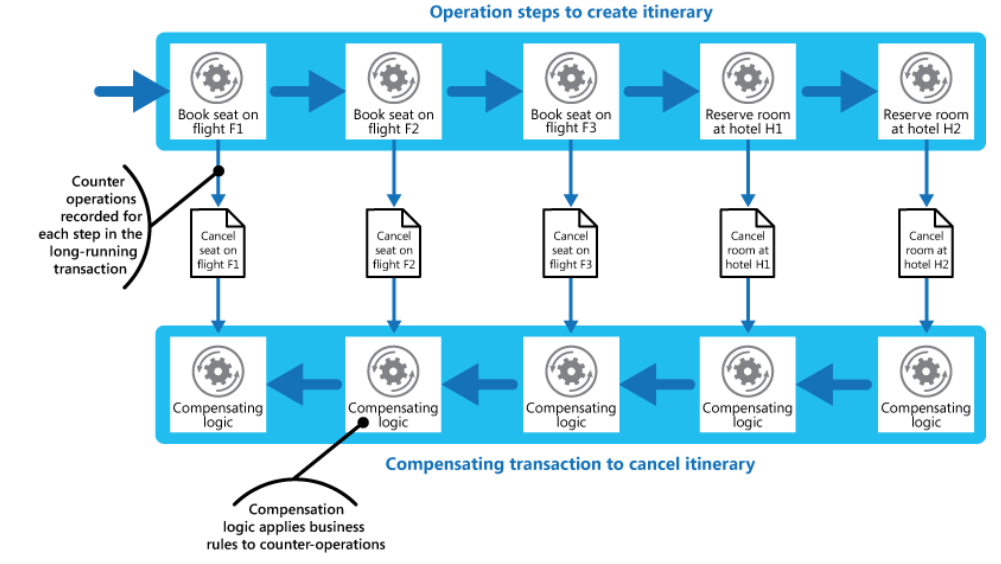 Operation steps to create itinerary
Book seat on
flight F1
Book seat on
flight F2
Book seat on
flight F3
Reserve room
at hotel H1
Reserve room
at hotel H2
Counter
operations
recorded for
each step in the
long-running
transaction
Cancel
seat on
flight F1
Cancel
seat on
flight F2
Cancel
seat on
flight F3
Cancel
room at
hotel H1
Cancel
room at
hotel H2
Compensating
logic
Compensating
logic
Compensating
logic
Compensating
logic
Compensating
logic
Compensating transaction to cancel itinerary
Compensation
logic applies business
rules to counter-operations